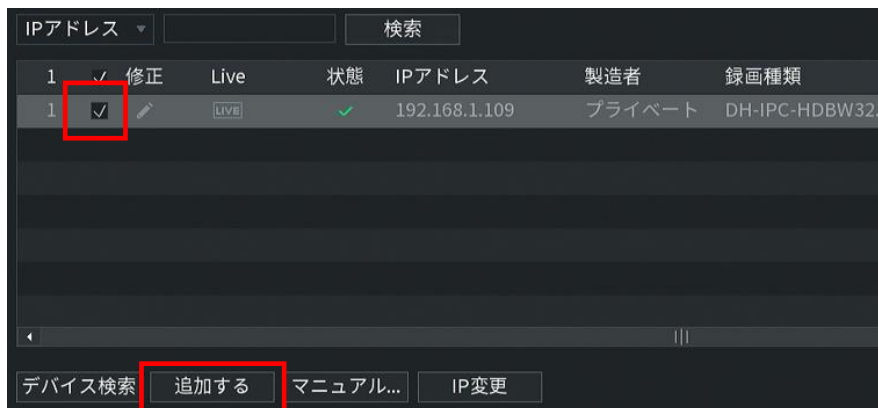 IPアドレス 検索
1 修正 Live 状態 IPアドレス 製造者 録画種類
1 LIVE 192.168.1.109 プライベート DH-IPC-HDBW32.
デバイス検索 追加する マニュアル... IP変更